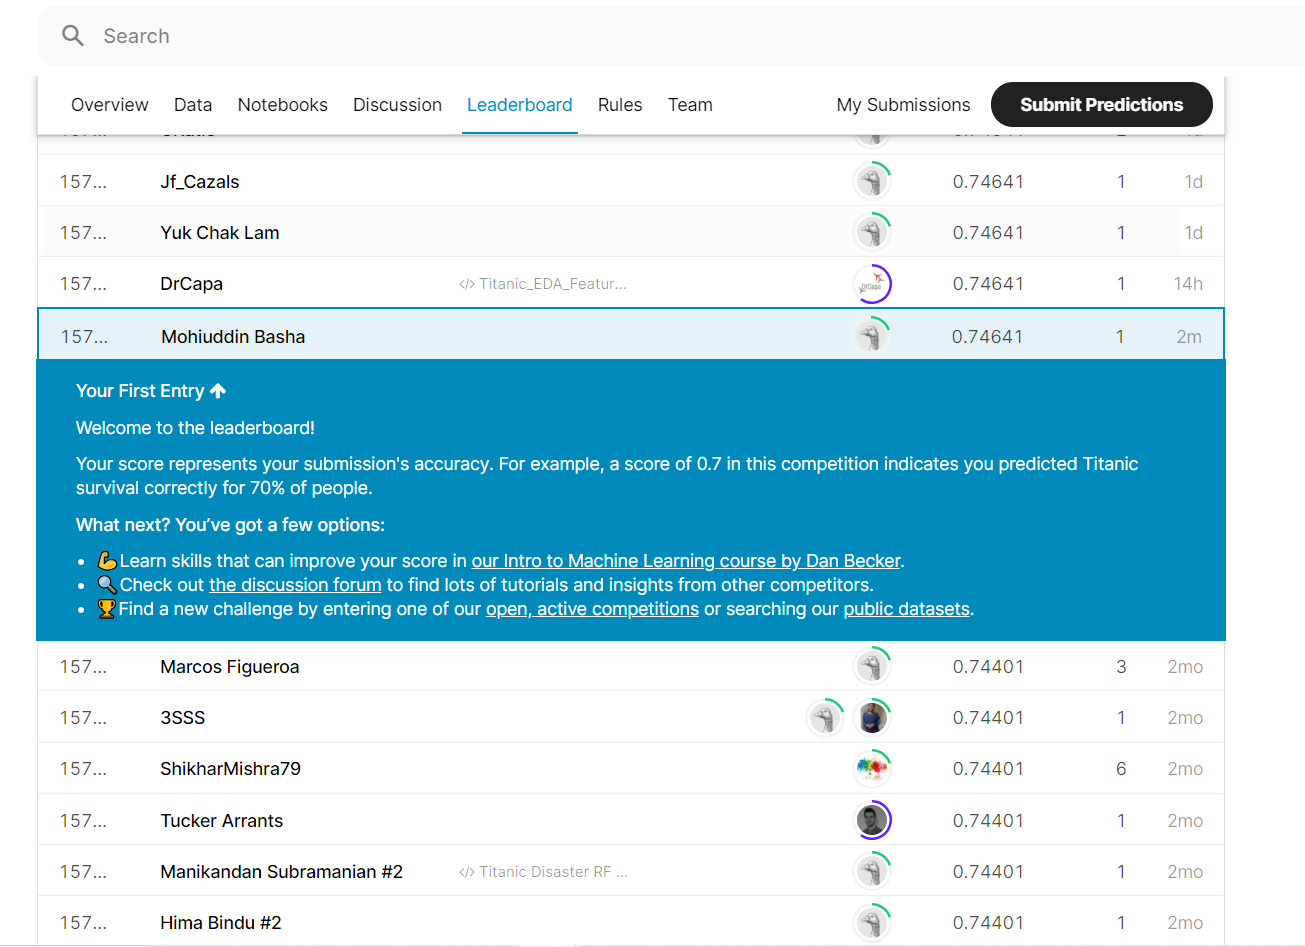 Search
Overview Data Notebooks Discussion Leaderboard Rules Team My Submissions Submit Predictions
157... Jf_Cazals 0.74641 1 1d
157... Yuk Chak Lam 0.74641 1 1d
157... DrCapa </> Titanic_EDA_Featur... DrCapa 0.74641 1 14h
157... Mohiuddin Basha 0.74641 1 2m
Your First Entry ↑
Welcome to the leaderboard!
Your score represents your submission's accuracy. For example, a score of 0.7 in this competition indicates you predicted Titanic
survival correctly for 70% of people.
What next? You’ve got a few options:
• 💪Learn skills that can improve your score in our Intro to Machine Learning course by Dan Becker.
• 🔍Check out the discussion forum to find lots of tutorials and insights from other competitors.
• 🏆Find a new challenge by entering one of our open, active competitions or searching our public datasets.
157... Marcos Figueroa 0.74401 3 2mo
157... 3SSS 0.74401 1 2mo
157... ShikharMishra79 0.74401 6 2mo
157... Tucker Arrants 0.74401 1 2mo
157... Manikandan Subramanian #2 </> Titanic Disaster RF ... 0.74401 1 2mo
157... Hima Bindu #2 0.74401 1 2mo